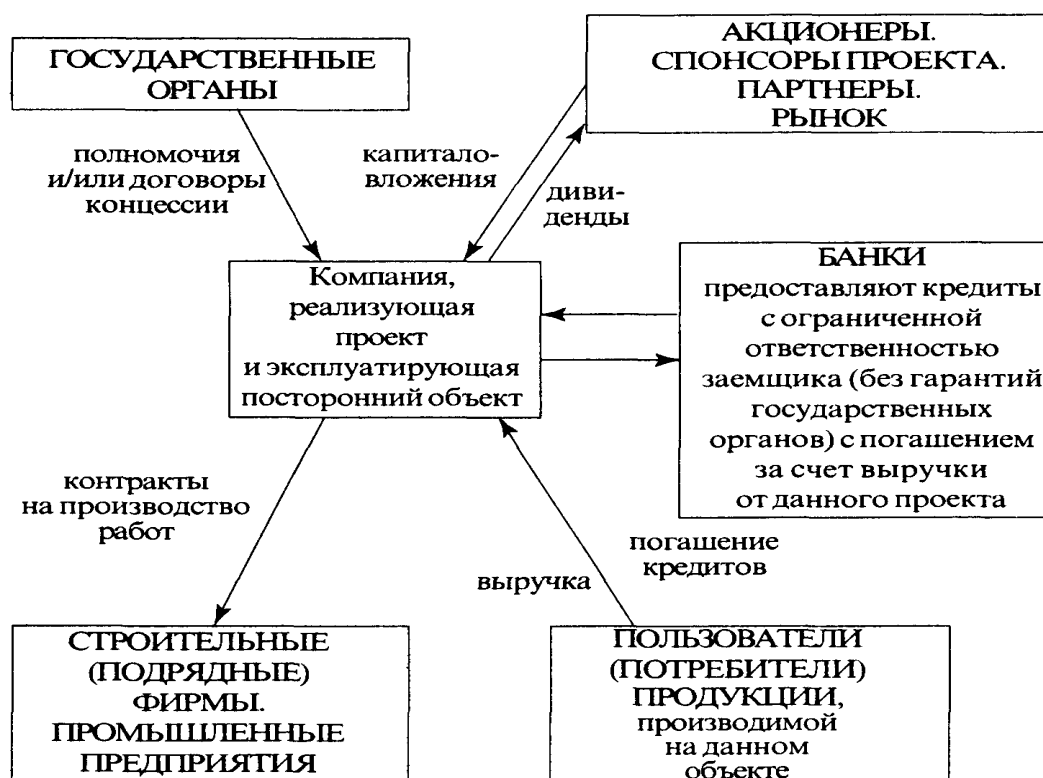 ГОСУДАРСТВЕННЫЕ
ОРГАНЫ
АКЦИОНЕРЫ.
СПОНСОРЫ ПРОЕКТА.
ПАРТНЕРЫ.
РЫНОК
полномочия
и/или договоры
концессии
капитало-
вложения
диви-
денды
Компания,
реализующая
проект
и эксплуатирующая
посторонний объект
БАНКИ
предоставляют кредиты
с ограниченной
ответственностью
заемщика (без гарантий
государственных
органов) с погашением
за счет выручки
от данного проекта
контракты
на производство
работ
выручка
погашение
кредитов
СТРОИТЕЛЬНЫЕ
(ПОДРЯДНЫЕ)
ФИРМЫ.
ПРОМЫШЛЕННЫЕ
ПРЕДПРИЯТИЯ
ПОЛЬЗОВАТЕЛИ
(ПОТРЕБИТЕЛИ)
ПРОДУКЦИИ,
производимой
на данном
объекте